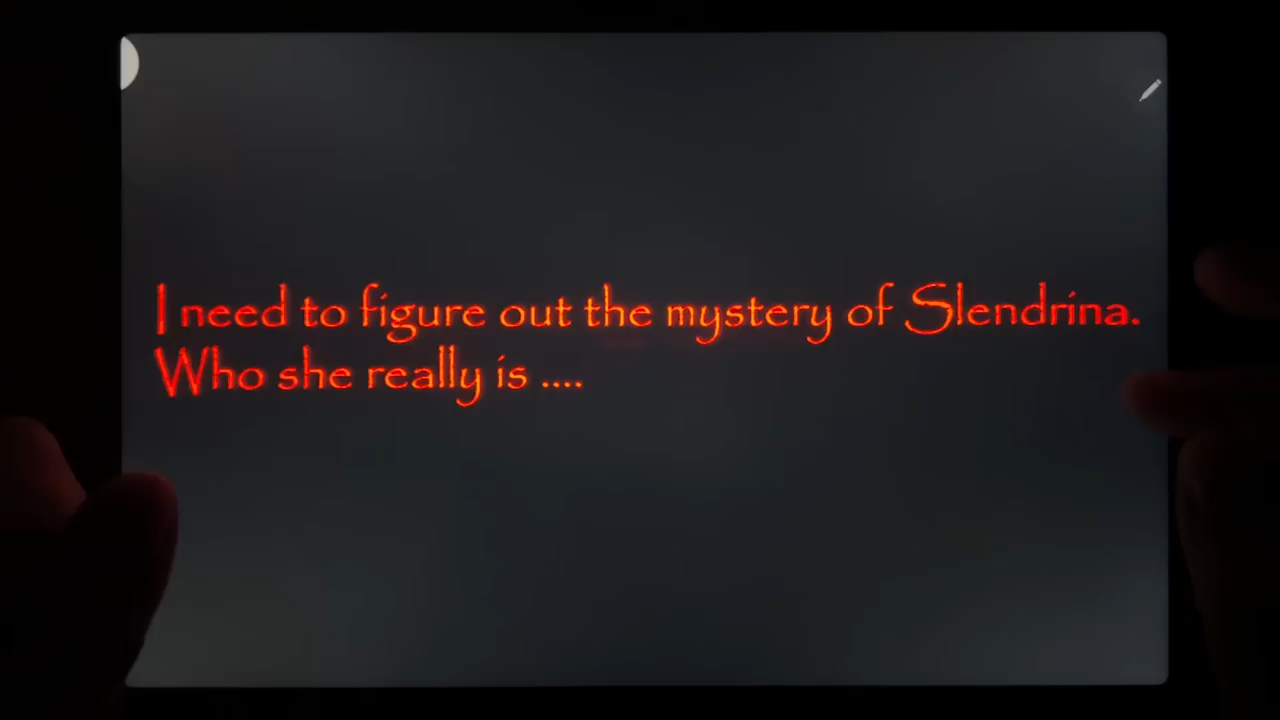 I need to figure out the mystery of Slendrina.
Who she really is ....